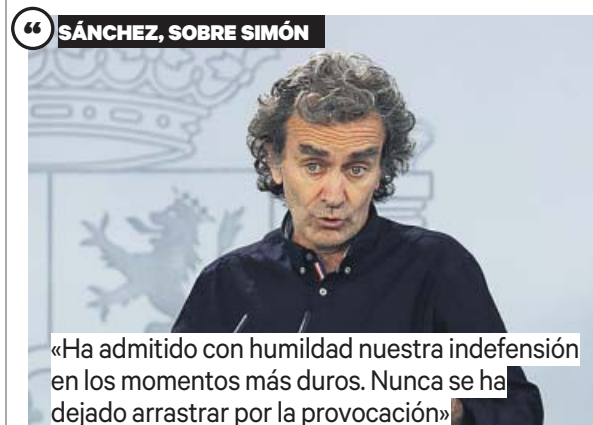 “ SÁNCHEZ, SOBRE SIMÓN
«Ha admitido con humildad nuestra indefensión
en los momentos más duros. Nunca se ha
dejado arrastrar por la provocación»